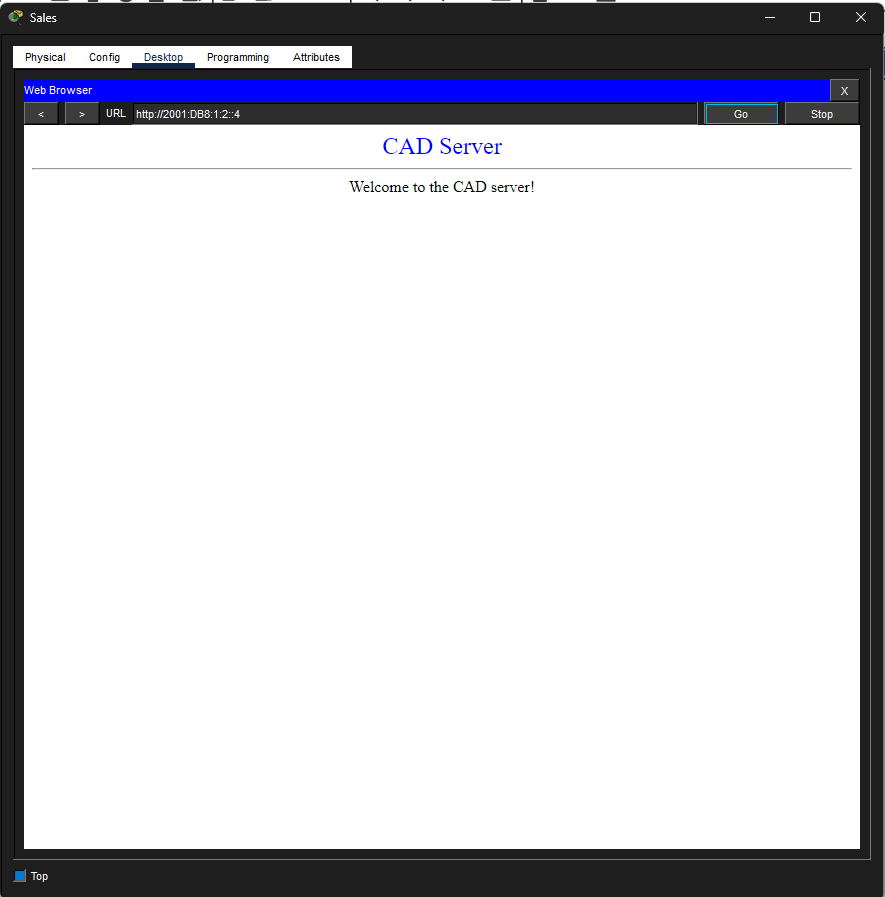 Sales
Physical Config Desktop Programming Attributes
Web Browser X
< > URL http://2001:DB8:1:2::4 Go Stop
CAD Server
Welcome to the CAD server!
Top